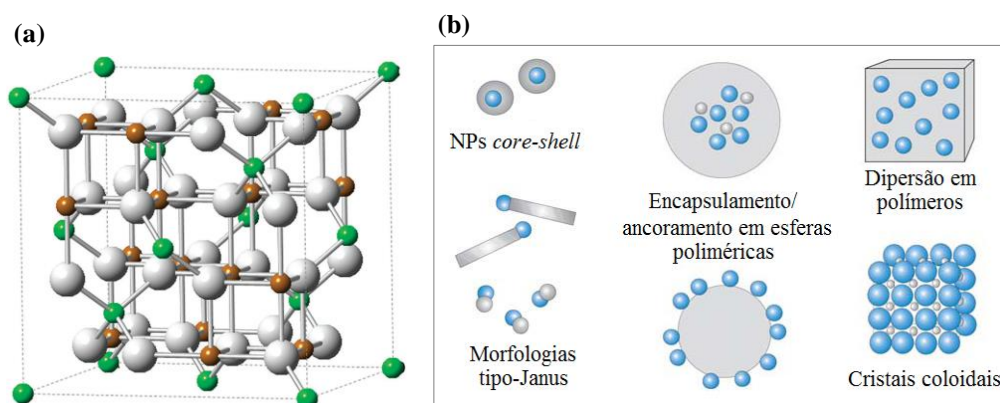 (a)
(b)
NPs core-shell
Encapsulamento/
ancoramento em esferas
poliméricas
Dipersão em
polímeros
Morfologias
tipo-Janus
Cristais coloidais